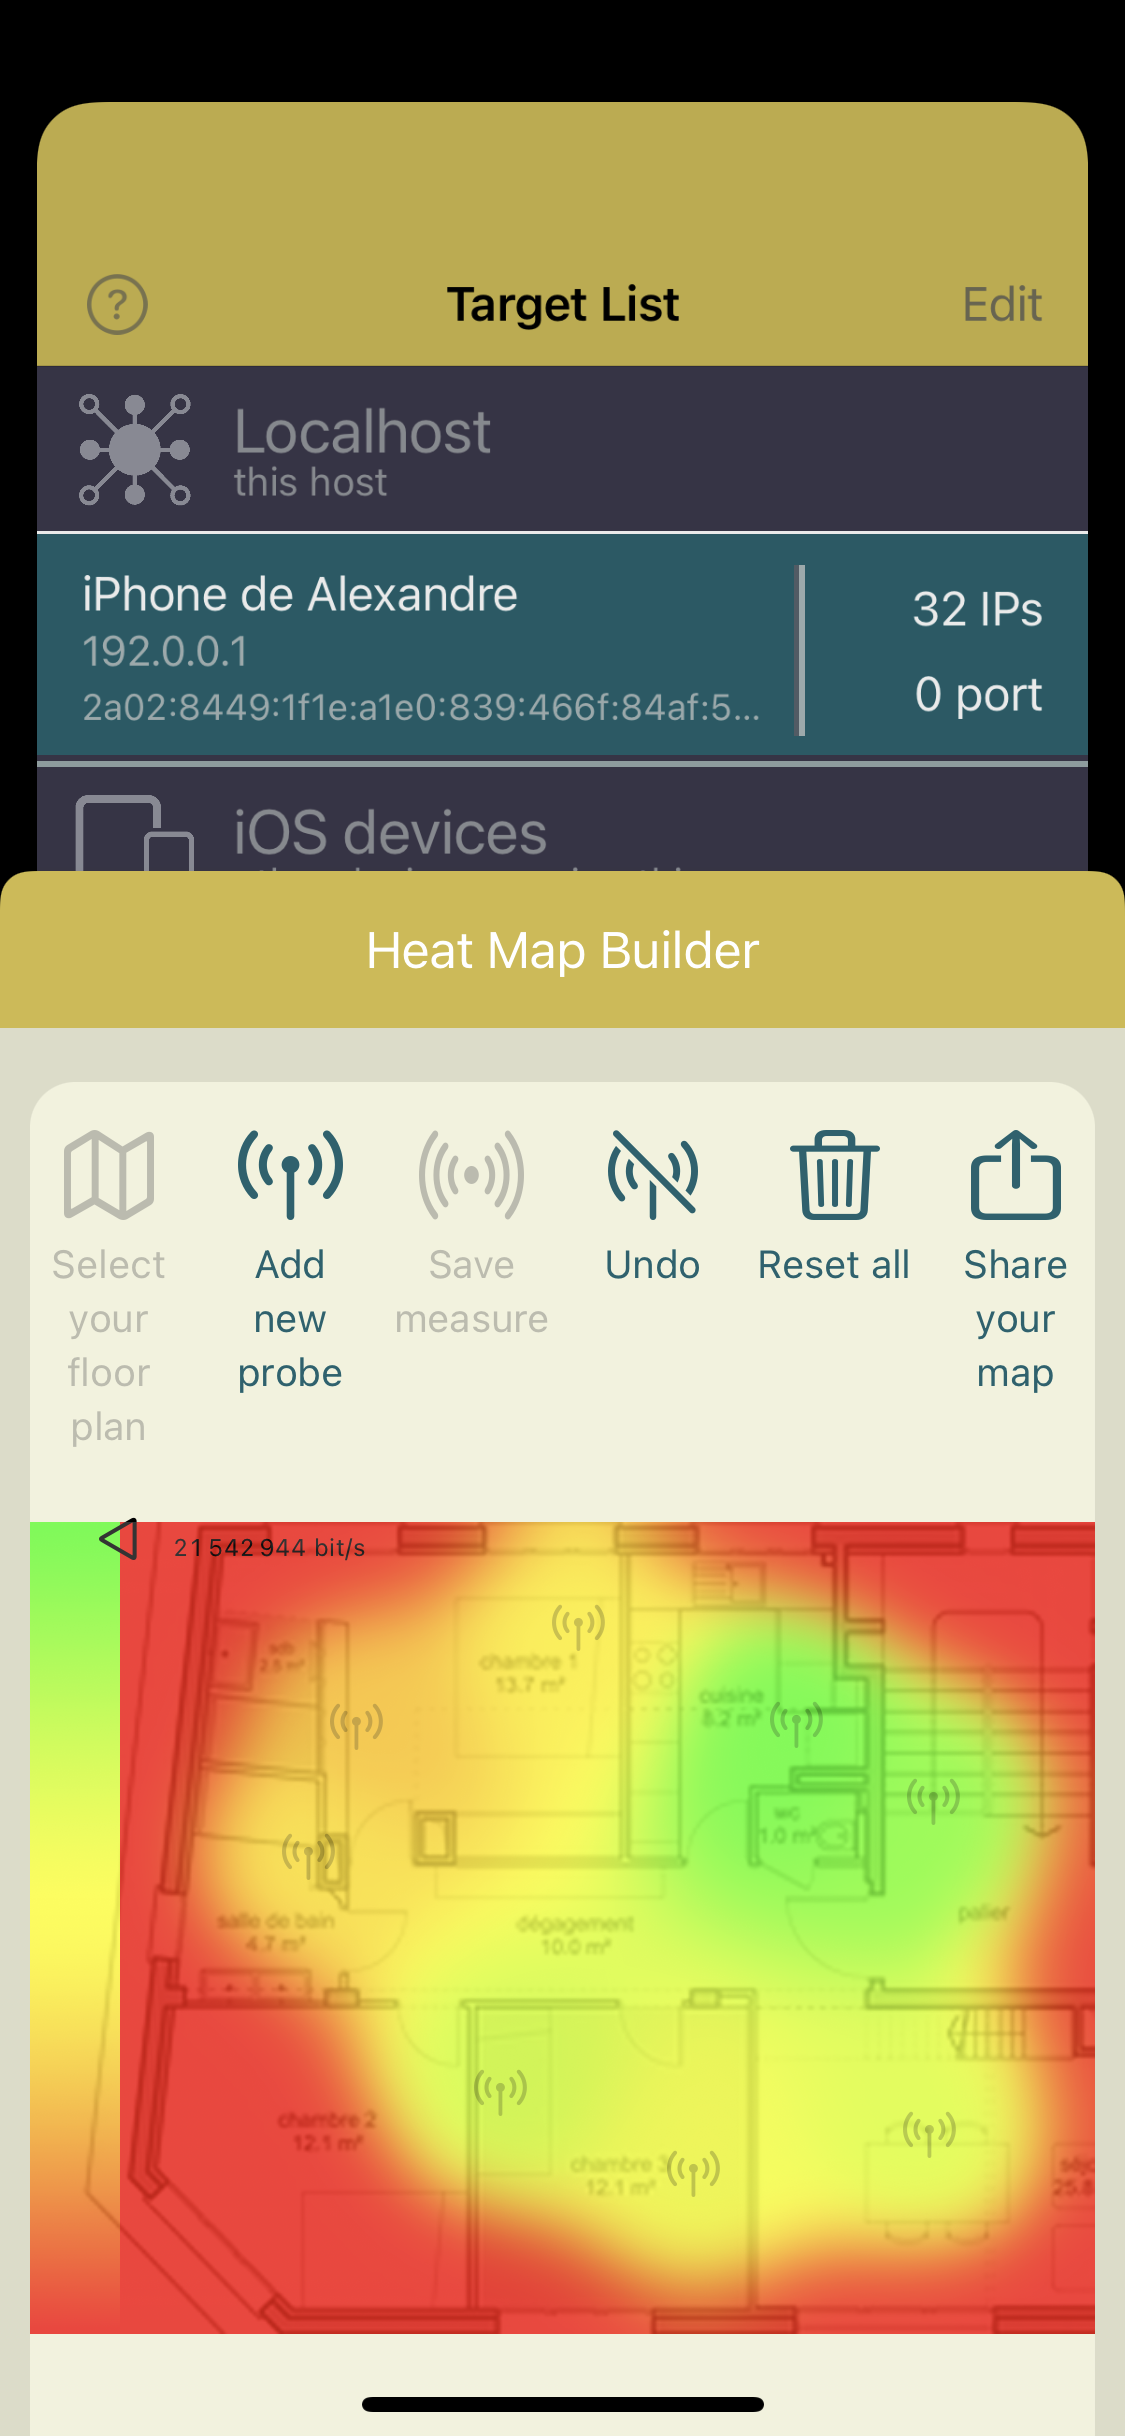 ?
Target List
Edit
Localhost
this host
iPhone de Alexandre
192.0.0.1
2a02:8449:1f1e:a1e0:839:466f:84af:5...
32 IPs
0 port
iOS devices
Heat Map Builder
Select
your
floor
plan
Add
new
probe
Save
measure
Undo
Reset all
Share
your
map
21 542 944 bit/s
chambre 1
13.7 m²
sdb
2.5 m²
cuisine
8.2 m²
wc
1.0 m²
salle de bain
4.7 m²
dégagement
10.0 m²
palier
chambre 2
12.1 m²
chambre 3
12.1 m²
séjo
25.8